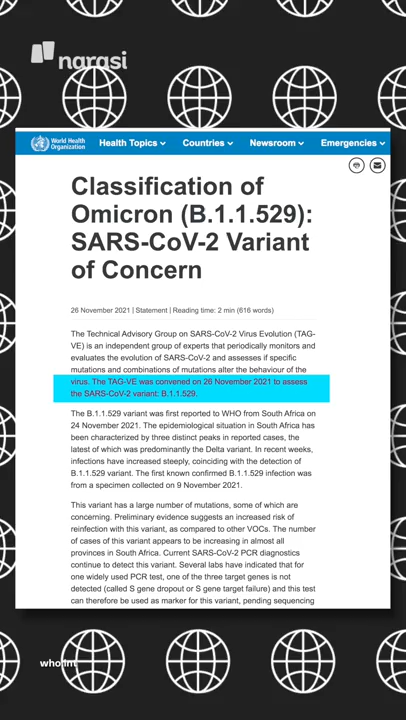 narasi
World Health
Organization
Health Topics
Countries
Newsroom
Emergencies
Classification of
Omicron (B.1.1.529):
SARS-CoV-2 Variant
of Concern
26 November 2021 | Statement | Reading time: 2 min (616 words)
The Technical Advisory Group on SARS-CoV-2 Virus Evolution (TAG-
VE) is an independent group of experts that periodically monitors and
evaluates the evolution of SARS-CoV-2 and assesses if specific
mutations and combinations of mutations alter the behaviour of the
virus. The TAG-VE was convened on 26 November 2021 to assess
the SARS-CoV-2 variant: B.1.1.529.
The B.1.1.529 variant was first reported to WHO from South Africa on
24 November 2021. The epidemiological situation in South Africa has
been characterized by three distinct peaks in reported cases, the
latest of which was predominantly the Delta variant. In recent weeks,
infections have increased steeply, coinciding with the detection of
B.1.1.529 variant. The first known confirmed B.1.1.529 infection was
from a specimen collected on 9 November 2021.
This variant has a large number of mutations, some of which are
concerning. Preliminary evidence suggests an increased risk of
reinfection with this variant, as compared to other VOCs. The number
of cases of this variant appears to be increasing in almost all
provinces in South Africa. Current SARS-CoV-2 PCR diagnostics
continue to detect this variant. Several labs have indicated that for
one widely used PCR test, one of the three target genes is not
detected (called S gene dropout or S gene target failure) and this test
can therefore be used as marker for this variant, pending sequencing
who.int